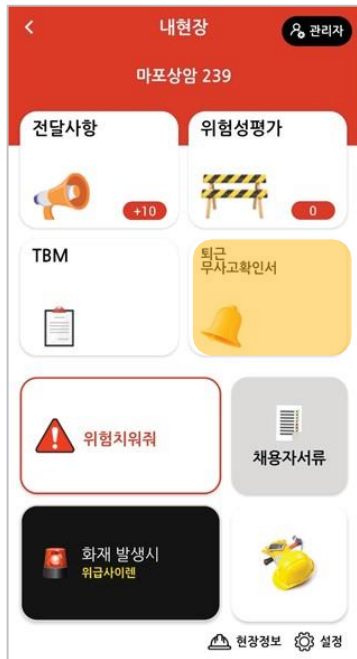 내현장
관리자
마포상암 239
전달사항
위험성평가
+10
0
TBM
퇴근
무사고확인서
위험치워줘
채용자서류
화재 발생시
위급사이렌
현장정보
설정